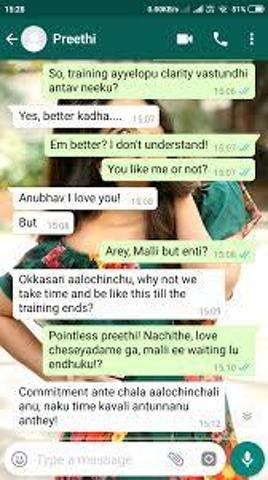 15:28 0.00KB/s 81%
Preethi
So, training ayyelopu clarity vastundhi
antav neeku?
15:06
Yes, better kadha....
15:07
Em better? I don't understand!
15:07
You like me or not?
15:07
Anubhav I love you!
15:08
But
15:08
Arey, Malli but enti?
15:08
Okkasari aalochinchu, why not we
take time and be like this till the
training ends?
15:09
Pointless preethi! Nachithe, love
cheseyadame ga, malli ee waiting lu
endhuku!?
15:10
Commitment ante chala aalochinchali
anu, naku time kavali antunnanu
anthey!
15:12
Type a message